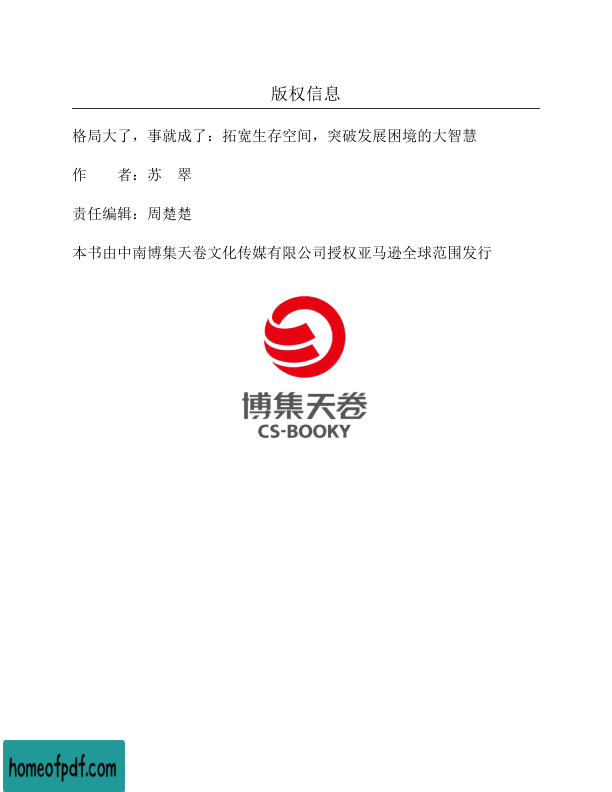 版权信息
格局大了，事就成了：拓宽生存空间，突破发展困境的大智慧
作　　者：苏　翠
责任编辑：周楚楚
本书由中南博集天卷文化传媒有限公司授权亚马逊全球范围发行
博集天卷
CS-BOOKY
homeofpdf.com